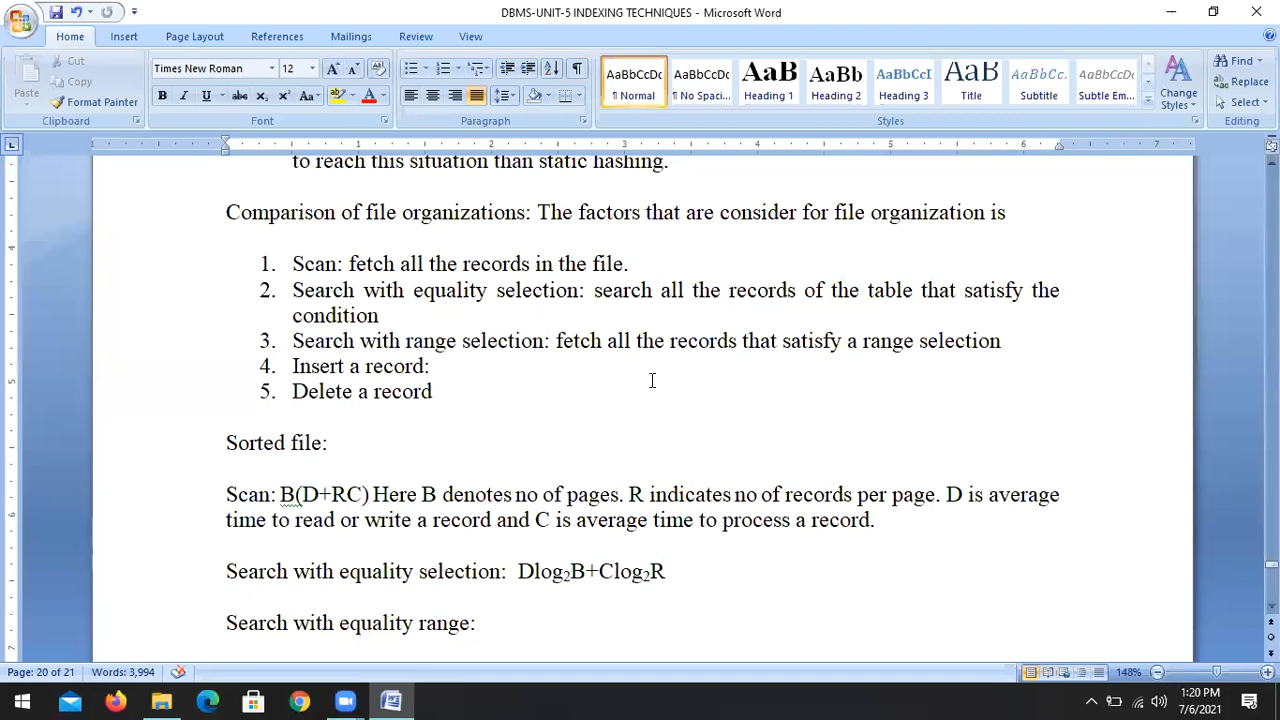 DBMS-UNIT-5 INDEXING TECHNIQUES - Microsoft Word
Home Insert Page Layout References Mailings Review View
Paste
Cut
Copy
Format Painter
Clipboard
Times New Roman 12
Font
Paragraph
AaBbCcDc AaBbCcDc AaB AaBbCc AaBbCcI AaB AaBbCcI AaBbCcDc
¶ Normal ¶ No Spaci... Heading 1 Heading 2 Heading 3 Title Subtitle Subtle Em...
Change Styles
Styles
Find
Replace
Select
Editing
to reach this situation than static hashing.
Comparison of file organizations: The factors that are consider for file organization is
1. Scan: fetch all the records in the file.
2. Search with equality selection: search all the records of the table that satisfy the
condition
3. Search with range selection: fetch all the records that satisfy a range selection
4. Insert a record:
5. Delete a record
Sorted file:
Scan: B(D+RC) Here B denotes no of pages. R indicates no of records per page. D is average
time to read or write a record and C is average time to process a record.
Search with equality selection: Dlog₂B+Clog₂R
Search with equality range:
Page: 20 of 21 Words: 3,994 148%
1:20 PM
7/6/2021